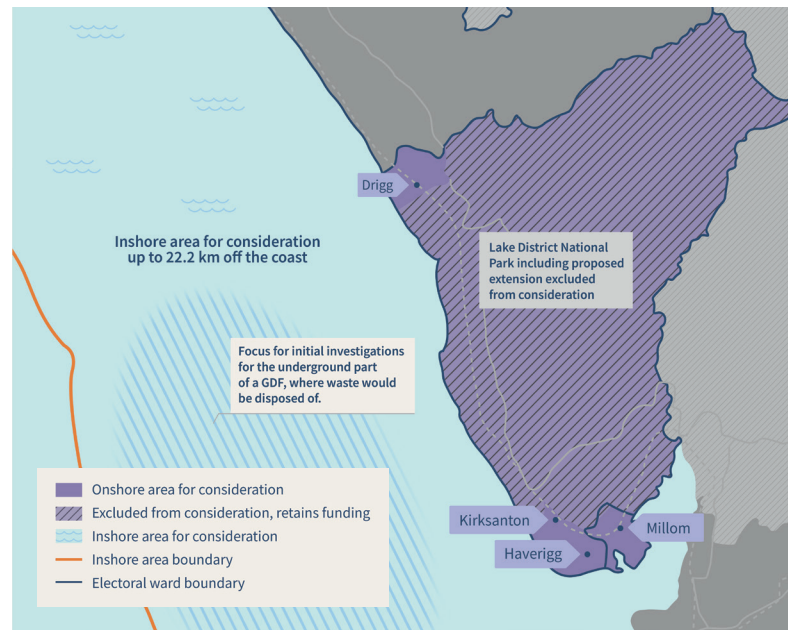 Drigg
Inshore area for consideration
up to 22.2 km off the coast
Lake District National
Park including proposed
extension excluded
from consideration
Focus for initial investigations
for the underground part
of a GDF, where waste would
be disposed of.
Onshore area for consideration
Excluded from consideration, retains funding
Inshore area for consideration
Inshore area boundary
Electoral ward boundary
Kirksanton
Millom
Haverigg